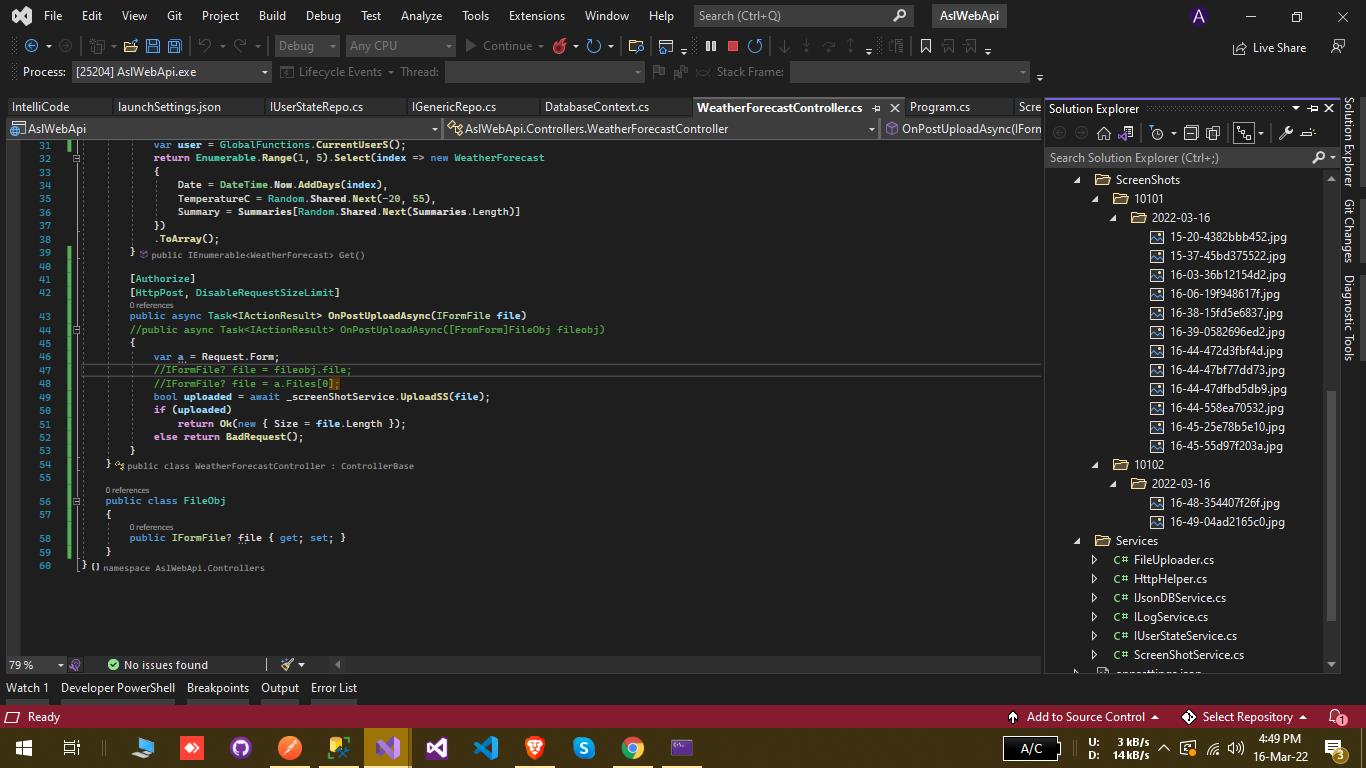 File Edit View Git Project Build Debug Test Analyze Tools Extensions Window Help Search (Ctrl+Q) AslWebApi A
Debug Any CPU Continue Live Share
Process: [25204] AslWebApi.exe Lifecycle Events Thread: Stack Frame:
IntelliCode launchSettings.json IUserStateRepo.cs IGenericRepo.cs DatabaseContext.cs WeatherForecastController.cs Program.cs Scre
AslWebApi AslWebApi.Controllers.WeatherForecastController OnPostUploadAsync(IForm
31 var user = GlobalFunctions.CurrentUserS();
32 return Enumerable.Range(1, 5).Select(index => new WeatherForecast
33 {
34 Date = DateTime.Now.AddDays(index),
35 TemperatureC = Random.Shared.Next(-20, 55),
36 Summary = Summaries[Random.Shared.Next(Summaries.Length)]
37 })
38 .ToArray();
39 } public IEnumerable<WeatherForecast> Get()
40
41 [Authorize]
42 [HttpPost, DisableRequestSizeLimit]
0 references
43 public async Task<IActionResult> OnPostUploadAsync(IFormFile file)
44 //public async Task<IActionResult> OnPostUploadAsync([FromForm]FileObj fileobj)
45 {
46 var a = Request.Form;
47 //IFormFile? file = fileobj.file;
48 //IFormFile? file = a.Files[0];
49 bool uploaded = await _screenShotService.UploadSS(file);
50 if (uploaded)
51 return Ok(new { Size = file.Length });
52 else return BadRequest();
53 }
54 } public class WeatherForecastController : ControllerBase
55
0 references
56 public class FileObj
57 {
0 references
58 public IFormFile? file { get; set; }
59 }
60 } {} namespace AslWebApi.Controllers
79 % No issues found
Solution Explorer
Search Solution Explorer (Ctrl+;)
ScreenShots
10101
2022-03-16
15-20-4382bbb452.jpg
15-37-45bd375522.jpg
16-03-36b12154d2.jpg
16-06-19f948617f.jpg
16-38-15fd5e6837.jpg
16-39-0582696ed2.jpg
16-44-472d3fbf4d.jpg
16-44-47bf77dd73.jpg
16-44-47dfbd5db9.jpg
16-44-558ea70532.jpg
16-45-25e78b5e10.jpg
16-45-55d97f203a.jpg
10102
2022-03-16
16-48-354407f26f.jpg
16-49-04ad2165c0.jpg
Services
C# FileUploader.cs
C# HttpHelper.cs
C# IJsonDBService.cs
C# ILogService.cs
C# IUserStateService.cs
C# ScreenShotService.cs
appsettings.json
Solution Explorer
Git Changes
Diagnostic Tools
Watch 1 Developer PowerShell Breakpoints Output Error List
Ready Add to Source Control Select Repository 1
A/C U: 3 kB/s D: 14 kB/s 4:49 PM
16-Mar-22 3